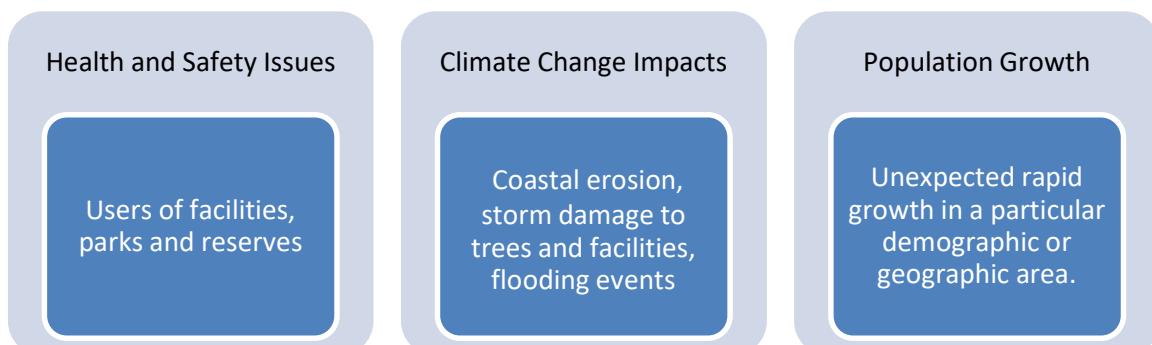 Health and Safety Issues
Users of facilities,
parks and reserves
Climate Change Impacts
Coastal erosion,
storm damage to
trees and facilities,
flooding events
Population Growth
Unexpected rapid
growth in a particular
demographic or
geographic area.